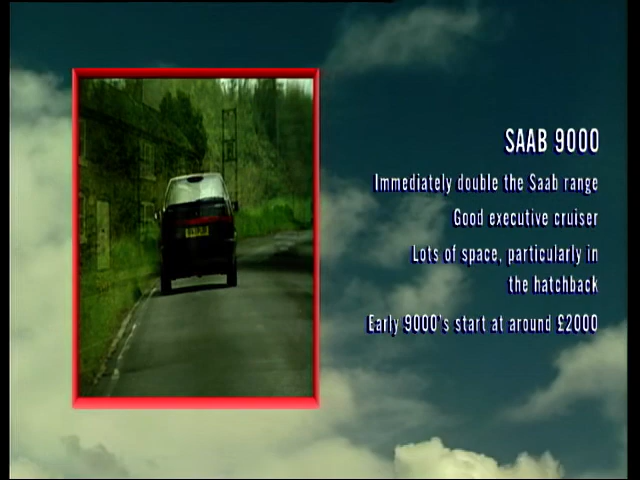 SAAB 9000
Immediately double the Saab range
Good executive cruiser
Lots of space, particularly in
the hatchback
Early 9000's start at around £2000